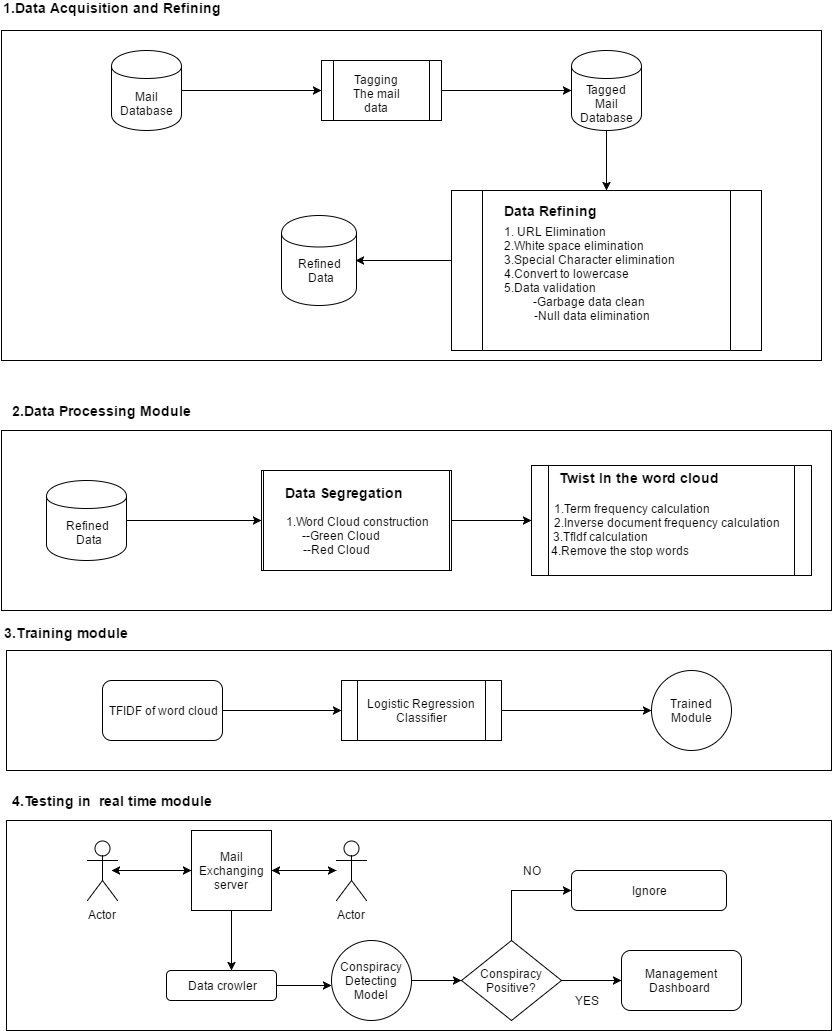 1.Data Acquisition and Refining
Mail
Database
Tagging
The mail
data
Tagged
Mail
Database
Data Refining
1. URL Elimination
2.White space elimination
3.Special Character elimination
4.Convert to lowercase
5.Data validation
-Garbage data clean
-Null data elimination
Refined
Data
2.Data Processing Module
Refined
Data
Data Segregation
1.Word Cloud construction
--Green Cloud
--Red Cloud
Twist In the word cloud
1.Term frequency calculation
2.Inverse document frequency calculation
3.TfIdf calculation
4.Remove the stop words
3.Training module
TFIDF of word cloud
Logistic Regression
Classifier
Trained
Module
4.Testing in  real time module
Actor
Mail
Exchanging
server
Actor
Data crowler
Conspiracy
Detecting
Model
Conspiracy
Positive?
NO
Ignore
YES
Management
Dashboard